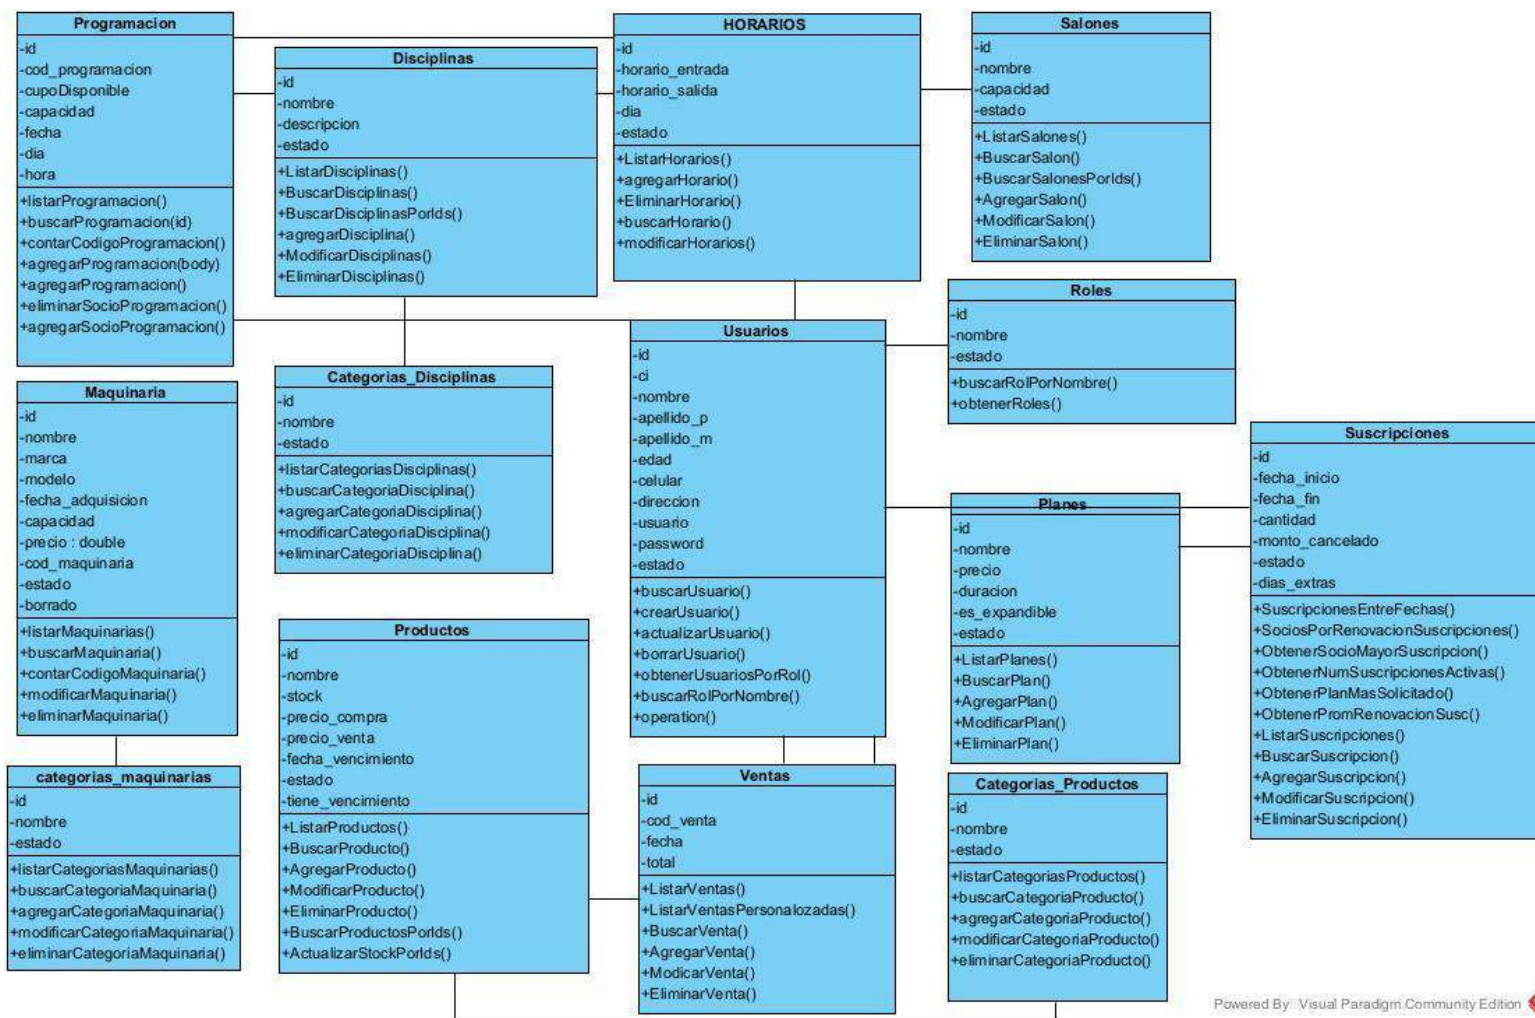 Programacion
-id
-cod_programacion
-cupoDisponible
-capacidad
-fecha
-dia
-hora
+listarProgramacion()
+buscarProgramacion(id)
+contarCodigoProgramacion()
+agregarProgramacion(body)
+agregarProgramacion()
+eliminarSocioProgramacion()
+agregarSocioProgramacion()
Disciplinas
-id
-nombre
-descripcion
-estado
+ListarDisciplinas()
+BuscarDisciplinas()
+BuscarDisciplinasPorIds()
+agregarDisciplina()
+ModificarDisciplinas()
+EliminarDisciplinas()
HORARIOS
-id
-horario_entrada
-horario_salida
-dia
-estado
+ListarHorarios()
+agregarHorario()
+EliminarHorario()
+buscarHorario()
+modificarHorarios()
Salones
-id
-nombre
-capacidad
-estado
+ListarSalones()
+BuscarSalon()
+BuscarSalonesPorIds()
+AgregarSalon()
+ModificarSalon()
+EliminarSalon()
Roles
-id
-nombre
-estado
+buscarRolPorNombre()
+obtenerRoles()
Maquinaria
-id
-nombre
-marca
-modelo
-fecha_adquisicion
-capacidad
-precio : double
-cod_maquinaria
-estado
-borrado
+listarMaquinarias()
+buscarMaquinaria()
+contarCodigoMaquinaria()
+modificarMaquinaria()
+eliminarMaquinaria()
Categorias_Disciplinas
-id
-nombre
-estado
+listarCategoriasDisciplinas()
+buscarCategoriaDisciplina()
+agregarCategoriaDisciplina()
+modificarCategoriaDisciplina()
+eliminarCategoriaDisciplina()
Usuarios
-id
-ci
-nombre
-apellido_p
-apellido_m
-edad
-celular
-direccion
-usuario
-password
-estado
+buscarUsuario()
+crearUsuario()
+actualizarUsuario()
+borrarUsuario()
+obtenerUsuariosPorRol()
+buscarRolPorNombre()
+operation()
Planes
-id
-nombre
-precio
-duracion
-es_expandible
-estado
+ListarPlanes()
+BuscarPlan()
+AgregarPlan()
+ModificarPlan()
+EliminarPlan()
Suscripciones
-id
-fecha_inicio
-fecha_fin
-cantidad
-monto_cancelado
-estado
-dias_extras
+SuscripcionesEntreFechas()
+SociosPorRenovacionSuscripciones()
+ObtenerSocioMayorSuscripcion()
+ObtenerNumSuscripcionesActivas()
+ObtenerPlanMasSolicitado()
+ObtenerPromRenovacionSusc()
+ListarSuscripciones()
+BuscarSuscripcion()
+AgregarSuscripcion()
+ModificarSuscripcion()
+EliminarSuscripcion()
categorias_maquinarias
-id
-nombre
-estado
+listarCategoriasMaquinarias()
+buscarCategoriaMaquinaria()
+agregarCategoriaMaquinaria()
+modificarCategoriaMaquinaria()
+eliminarCategoriaMaquinaria()
Productos
-id
-nombre
-stock
-precio_compra
-precio_venta
-fecha_vencimiento
-estado
-tiene_vencimiento
+ListarProductos()
+BuscarProducto()
+AgregarProducto()
+ModificarProducto()
+EliminarProducto()
+BuscarProductosPorIds()
+ActualizarStockPorIds()
Ventas
-id
-cod_venta
-fecha
-total
+ListarVentas()
+ListarVentasPersonalozadas()
+BuscarVenta()
+AgregarVenta()
+ModicarVenta()
+EliminarVenta()
Categorias_Productos
-id
-nombre
-estado
+listarCategoriasProductos()
+buscarCategoriaProducto()
+agregarCategoriaProducto()
+modificarCategoriaProducto()
+eliminarCategoriaProducto()
Powered By: Visual Paradigm Community Edition